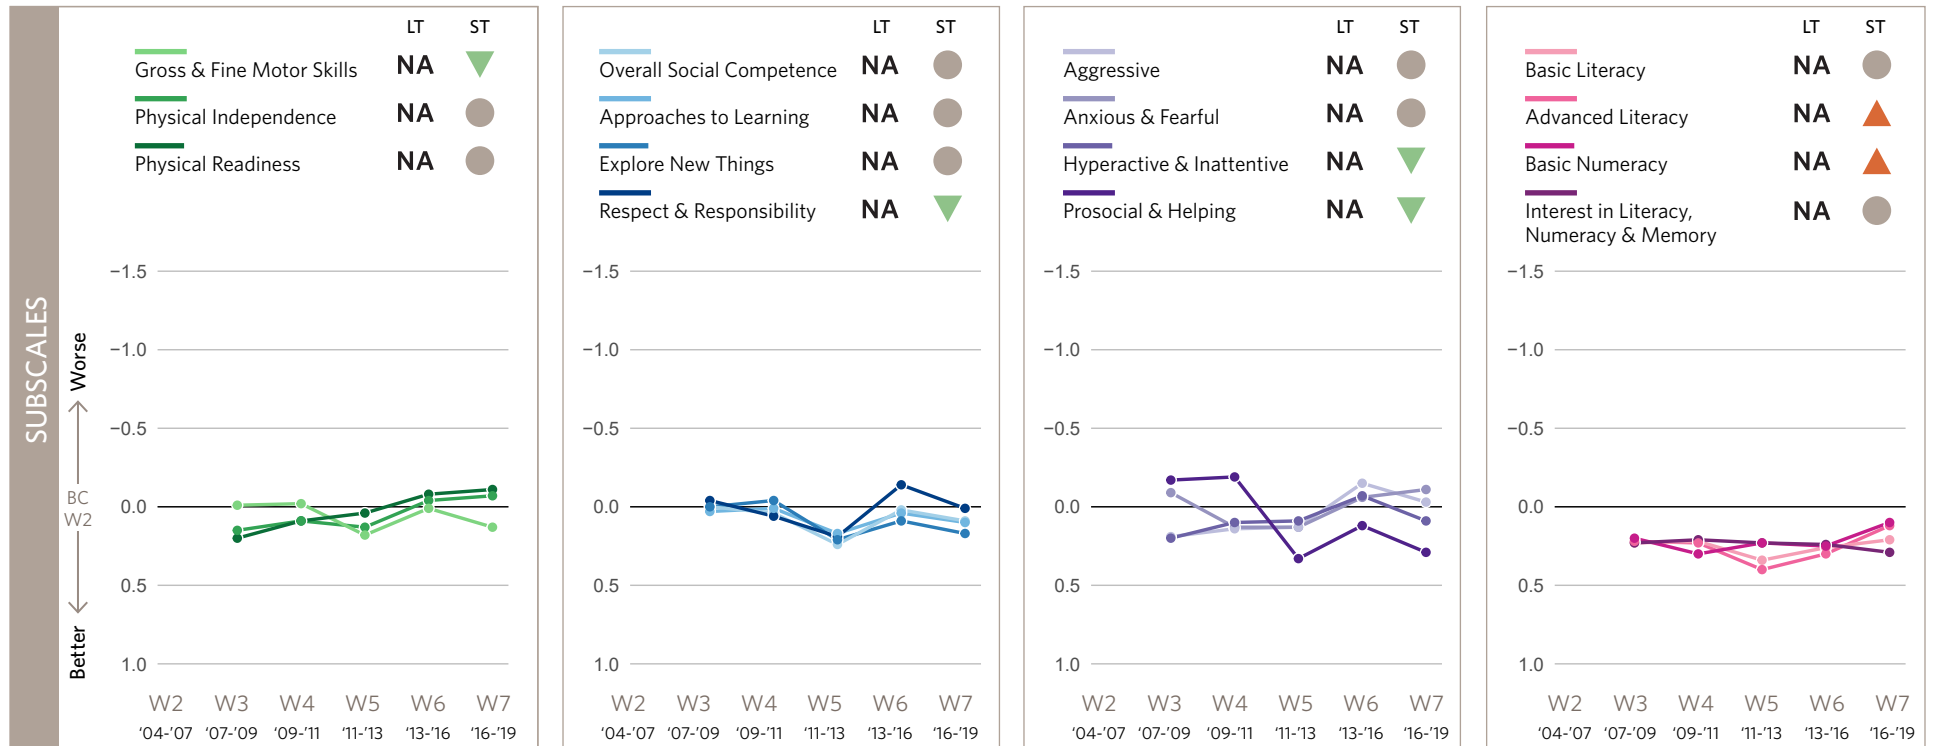 SUBSCALES
Worse
BC
W2
Better
LT ST
Gross & Fine Motor Skills NA
Physical Independence NA
Physical Readiness NA
−1.5
−1.0
−0.5
0.0
0.5
1.0
W2 W3 W4 W5 W6 W7
‘04-’07 ‘07-’09 ‘09-’11 ‘11-’13 ‘13-’16 ‘16-’19
LT ST
Overall Social Competence NA
Approaches to Learning NA
Explore New Things NA
Respect & Responsibility NA
−1.5
−1.0
−0.5
0.0
0.5
1.0
W2 W3 W4 W5 W6 W7
‘04-’07 ‘07-’09 ‘09-’11 ‘11-’13 ‘13-’16 ‘16-’19
LT ST
Aggressive NA
Anxious & Fearful NA
Hyperactive & Inattentive NA
Prosocial & Helping NA
−1.5
−1.0
−0.5
0.0
0.5
1.0
W2 W3 W4 W5 W6 W7
‘04-’07 ‘07-’09 ‘09-’11 ‘11-’13 ‘13-’16 ‘16-’19
LT ST
Basic Literacy NA
Advanced Literacy NA
Basic Numeracy NA
Interest in Literacy, NA
Numeracy & Memory
−1.5
−1.0
−0.5
0.0
0.5
1.0
W2 W3 W4 W5 W6 W7
‘04-’07 ‘07-’09 ‘09-’11 ‘11-’13 ‘13-’16 ‘16-’19